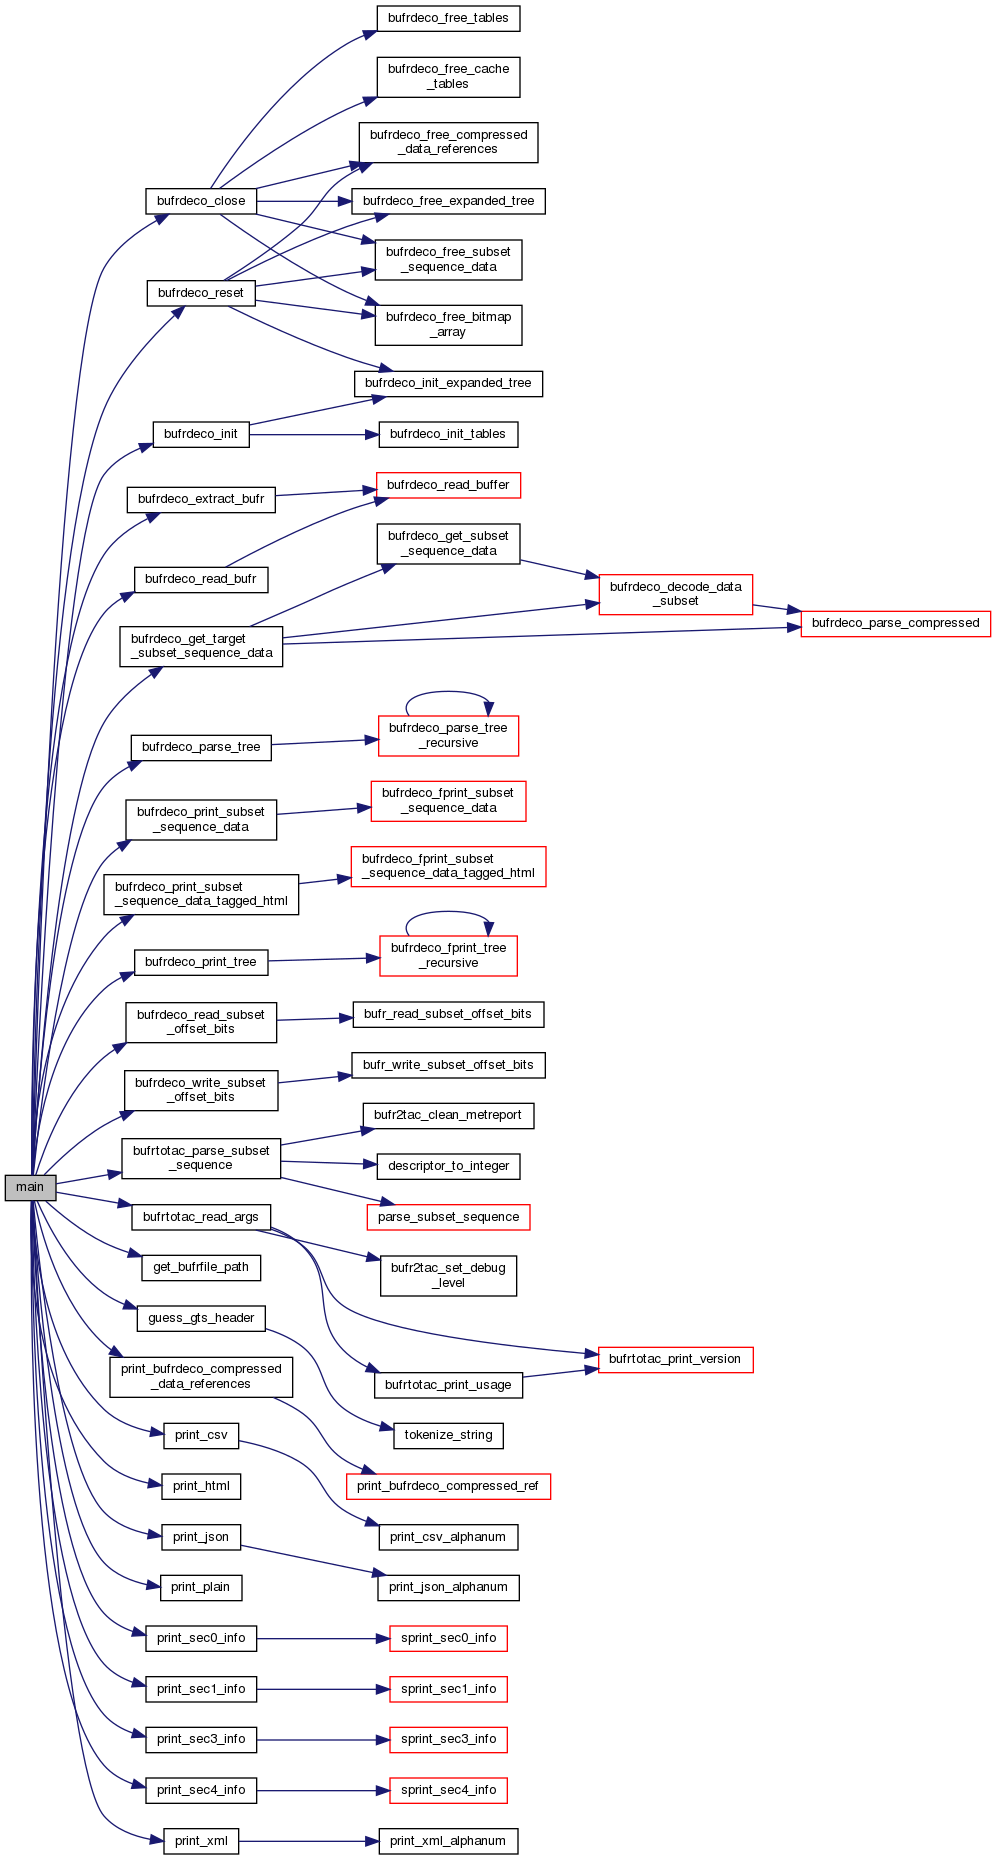 bufrdeco_free_tables
bufrdeco_free_cache
_tables
bufrdeco_free_compressed
_data_references
bufrdeco_close
bufrdeco_free_expanded_tree
bufrdeco_free_subset
_sequence_data
bufrdeco_reset
bufrdeco_free_bitmap
_array
bufrdeco_init_expanded_tree
bufrdeco_init
bufrdeco_init_tables
bufrdeco_extract_bufr
bufrdeco_read_buffer
bufrdeco_get_subset
_sequence_data
bufrdeco_read_bufr
bufrdeco_decode_data
_subset
bufrdeco_parse_compressed
bufrdeco_get_target
_subset_sequence_data
bufrdeco_parse_tree
bufrdeco_parse_tree
_recursive
bufrdeco_print_subset
_sequence_data
bufrdeco_fprint_subset
_sequence_data
bufrdeco_print_subset
_sequence_data_tagged_html
bufrdeco_fprint_subset
_sequence_data_tagged_html
bufrdeco_print_tree
bufrdeco_fprint_tree
_recursive
bufrdeco_read_subset
_offset_bits
bufr_read_subset_offset_bits
bufrdeco_write_subset
_offset_bits
bufr_write_subset_offset_bits
bufrtotac_parse_subset
_sequence
bufr2tac_clean_metreport
descriptor_to_integer
parse_subset_sequence
main
bufrtotac_read_args
get_bufrfile_path
bufr2tac_set_debug
_level
guess_gts_header
print_bufrdeco_compressed
_data_references
bufrtotac_print_usage
bufrtotac_print_version
print_csv
tokenize_string
print_html
print_bufrdeco_compressed_ref
print_json
print_csv_alphanum
print_plain
print_json_alphanum
print_sec0_info
sprint_sec0_info
print_sec1_info
sprint_sec1_info
print_sec3_info
sprint_sec3_info
print_sec4_info
sprint_sec4_info
print_xml
print_xml_alphanum